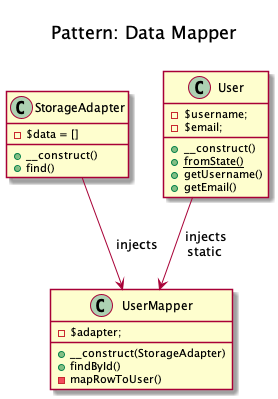 Pattern: Data Mapper
C StorageAdapter
$data = []
__construct()
find()
C User
$username;
$email;
__construct()
fromState()
getUsername()
getEmail()
injects
injects
static
C UserMapper
$adapter;
__construct(StorageAdapter)
findById()
mapRowToUser()